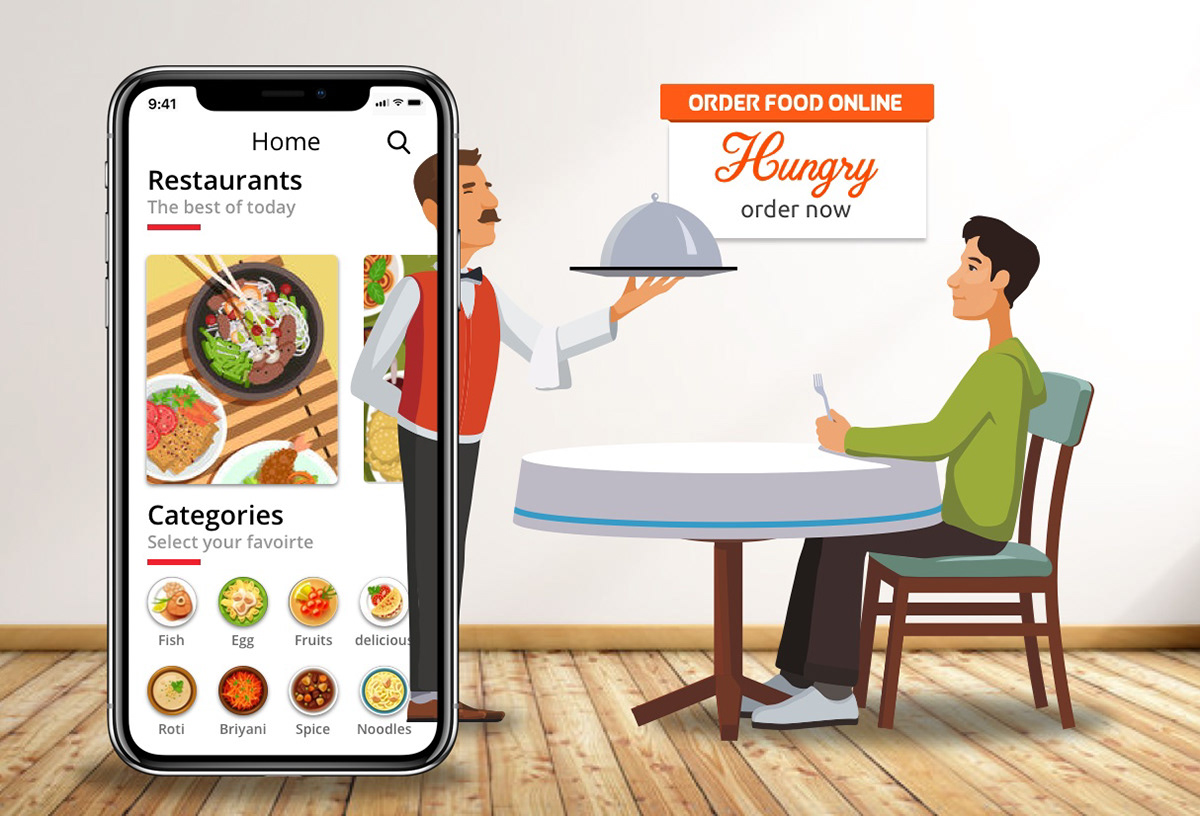 9:41
Home
Restaurants
The best of today
Categories
Select your favoirte
Fish Egg Fruits delicious
Roti Briyani Spice Noodles
ORDER FOOD ONLINE
Hungry
order now